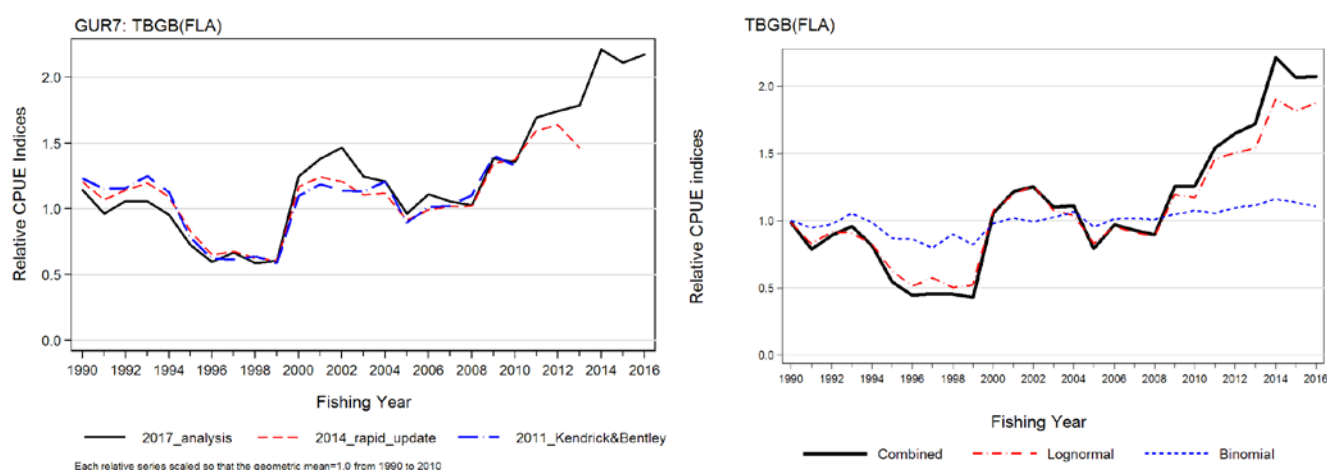 GUR7: TBGB(FLA)
Relative CPUE Indices
2.0
1.5
1.0
0.5
0.0
1990 1992 1994 1996 1998 2000 2002 2004 2006 2008 2010 2012 2014 2016
Fishing Year
2017_analysis 2014_rapid_update 2011_Kendrick&Bentley
Each relative series scaled so that the geometric mean=1.0 from 1990 to 2010
TBGB(FLA)
Relative CPUE Indices
2.0
1.5
1.0
0.5
0.0
1990 1992 1994 1996 1998 2000 2002 2004 2006 2008 2010 2012 2014 2016
Fishing Year
Combined Lognormal Binomial